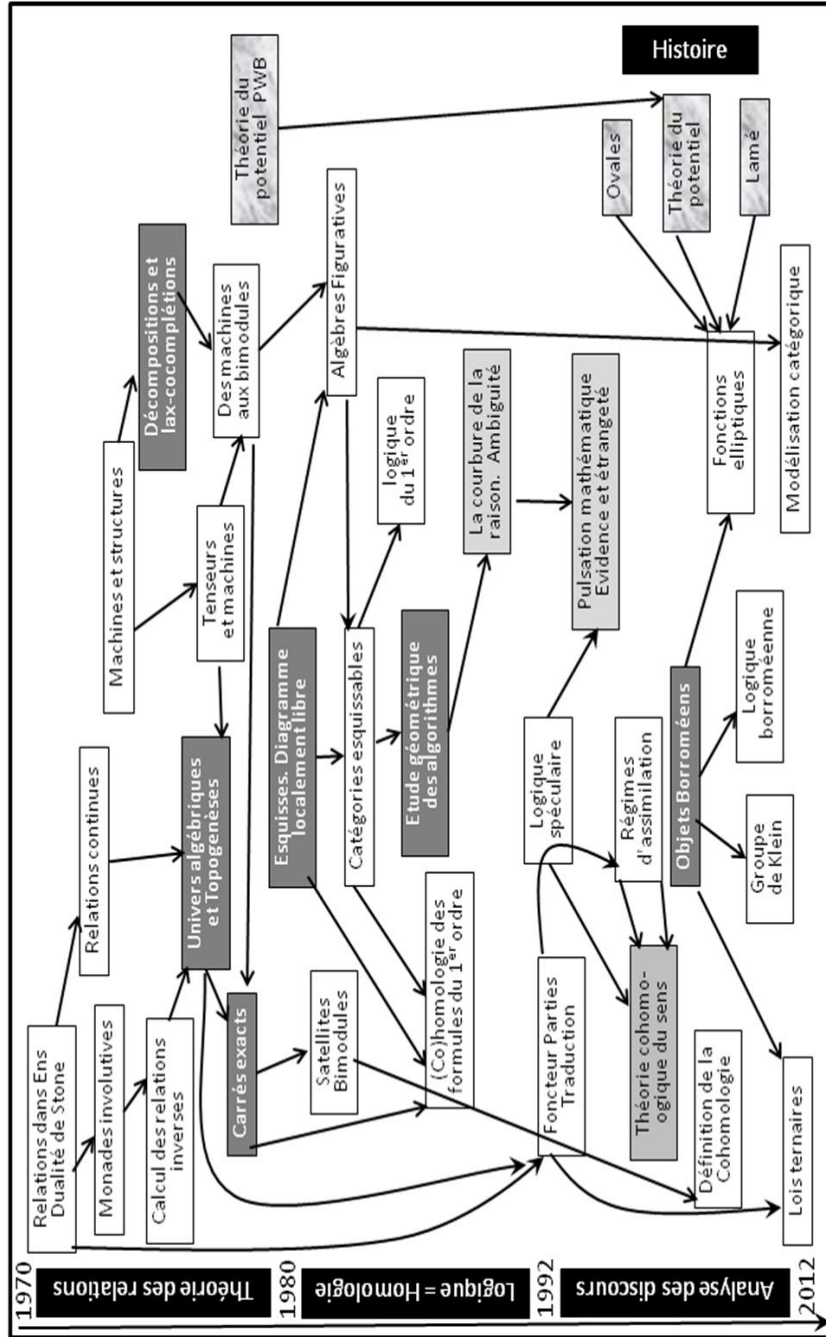 1970
Théorie des relations
1980
Logique = Homologie
1992
Analyse des discours
2012
Histoire
Relations dans Ens
Dualité de Stone
Relations continues
Machines et structures
Décompositions et
lax-cocomplétions
Théorie du
potentiel PWB
Monades involutives
Calcul des relations
inverses
Univers algébriques
et Topogenèses
Tenseurs
et machines
Des machines
aux bimodules
Carrés exacts
Satellites
Bimodules
Esquisses. Diagramme
localement libre
Algèbres Figuratives
Catégories esquissables
logique
du 1er ordre
(Co)homologie des
formules du 1er ordre
Etude géométrique
des algorithmes
La courbure de la
raison. Ambiguité
Foncteur Parties
Traduction
Logique
spéculaire
Pulsation mathématique
Evidence et étrangeté
Théorie cohomo-
ogique du sens
Régimes
d'assimilation
Ovales
Théorie du
potentiel
Lamé
Définition de la
Cohomologie
Objets Borroméens
Fonctions
elliptiques
Groupe
de Klein
Logique
borroméenne
Lois ternaires
Modélisation catégorique